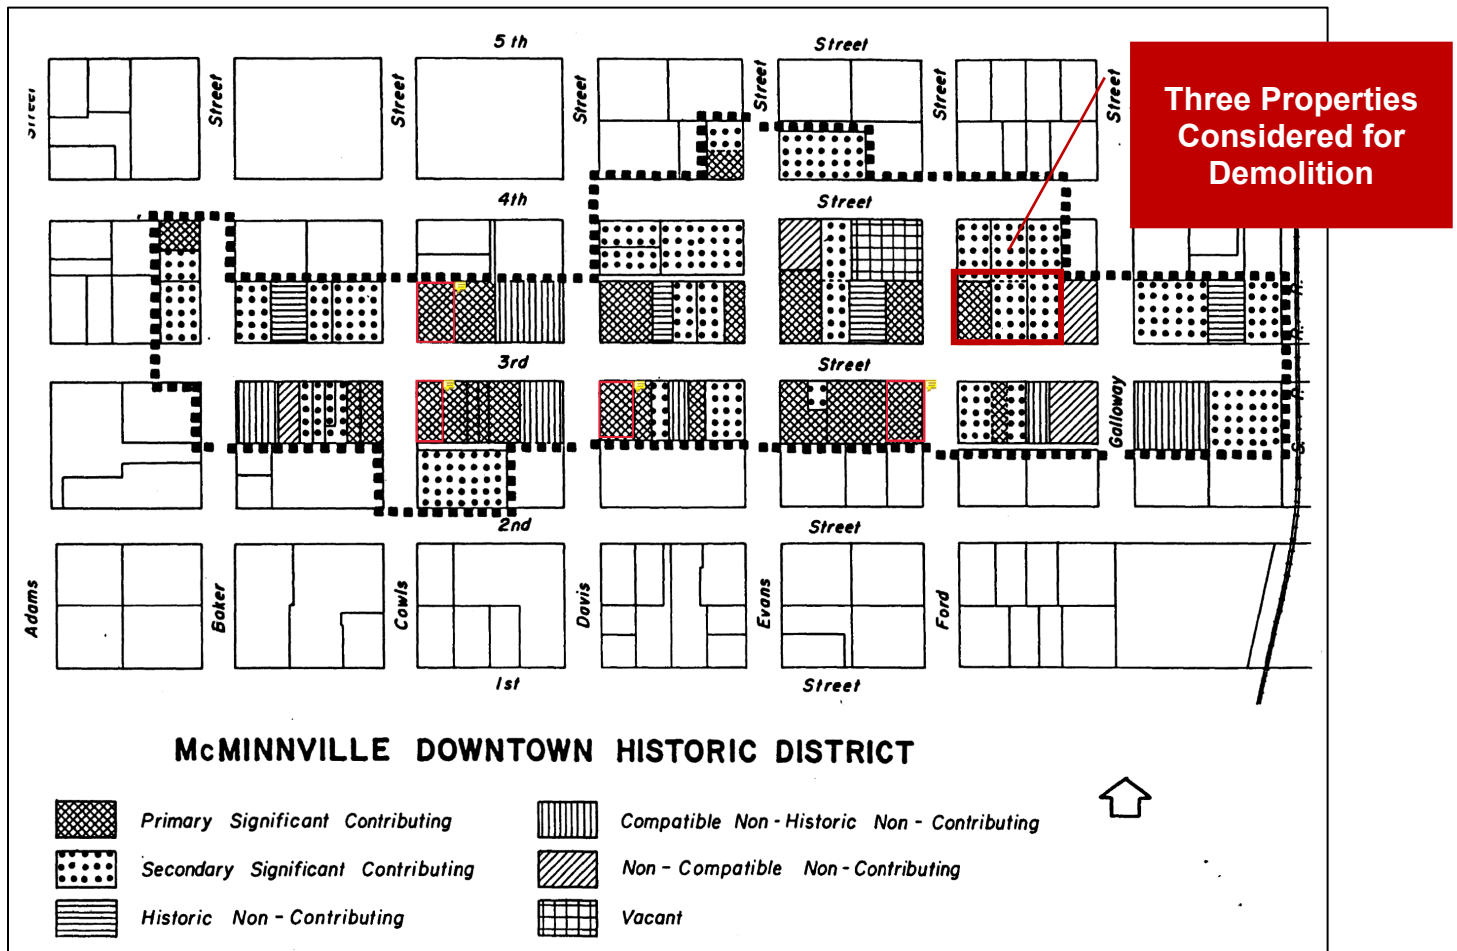 5th
Street
Three Properties
Considered for
Demolition
Street
Street
Street
Street
Street
Street
Street
4th
Street
R.
R.
3rd
Street
P.
Galloway
S.
2nd
Street
Adams
Baker
Cowls
Davis
Evans
Ford
1st
Street
McMINNVILLE DOWNTOWN HISTORIC DISTRICT
Primary Significant Contributing
Compatible Non-Historic Non-Contributing
Secondary Significant Contributing
Non-Compatible Non-Contributing
Historic Non-Contributing
Vacant